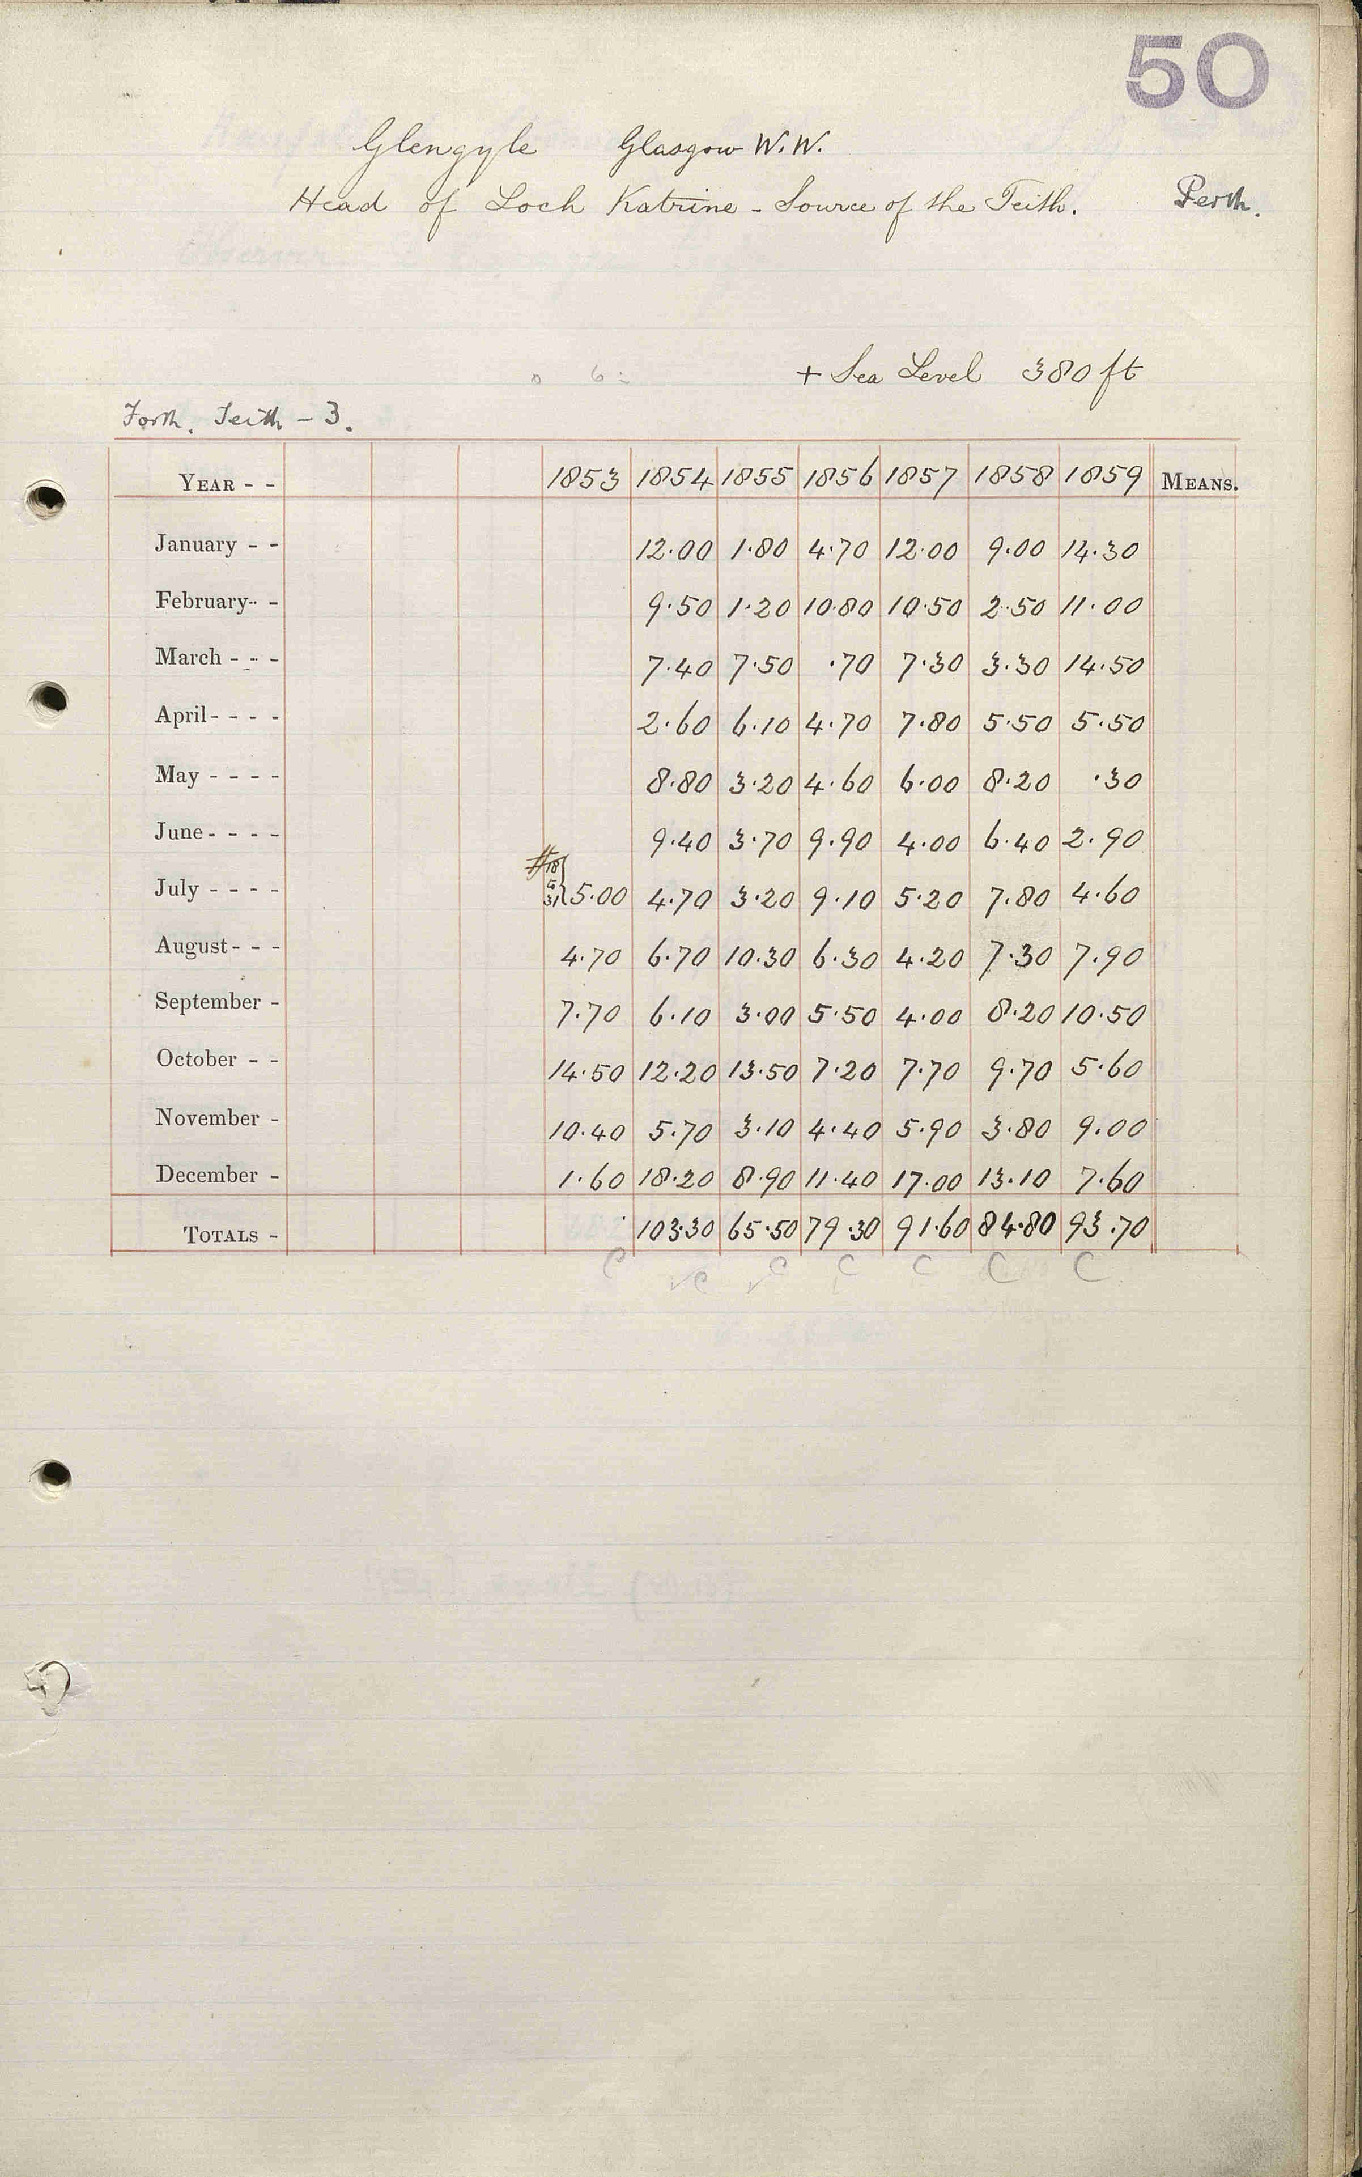 50
Glengyle Glasgow W.W.
Head of Loch Katrine - Source of the Teith. Perth.
+ Sea Level 380 ft
Forth. Teith - 3.
YEAR - - 1853 1854 1855 1856 1857 1858 1859 MEANS.
January - - 12.00 1.80 4.70 12.00 9.00 14.30
February - - 9.50 1.20 10.80 10.50 2.50 11.00
March - - - 7.40 7.50 .70 7.30 3.30 14.50
April - - - - 2.60 6.10 4.70 7.80 5.50 5.50
May - - - - 8.80 3.20 4.60 6.00 8.20 .30
June - - - - 9.40 3.70 9.90 4.00 6.40 2.90
July - - - - # 18 to 31 } 5.00 4.70 3.20 9.10 5.20 7.80 4.60
August - - - 4.70 6.70 10.30 6.30 4.20 7.30 7.90
September - 7.70 6.10 3.00 5.50 4.00 8.20 10.50
October - - 14.50 12.20 13.50 7.20 7.70 9.70 5.60
November - 10.40 5.70 3.10 4.40 5.90 3.80 9.00
December - 1.60 18.20 8.90 11.40 17.00 13.10 7.60
TOTALS - 103.30 65.50 79.30 91.60 84.80 93.70
C ✓C ✓C C C C C